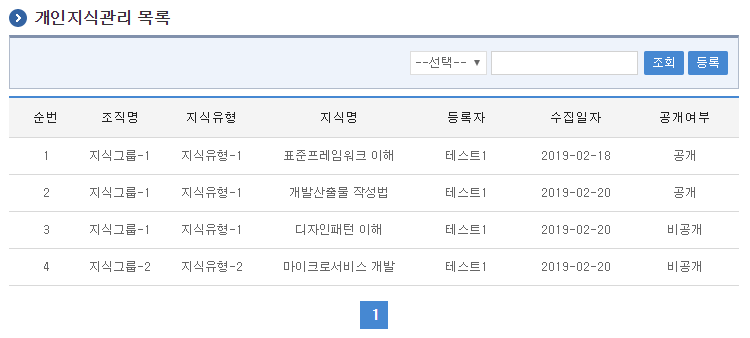 개인지식관리 목록
--선택-- ▼ 조회 등록
순번 조직명 지식유형 지식명 등록자 수집일자 공개여부
1 지식그룹-1 지식유형-1 표준프레임워크 이해 테스트1 2019-02-18 공개
2 지식그룹-1 지식유형-1 개발산출물 작성법 테스트1 2019-02-20 공개
3 지식그룹-1 지식유형-1 디자인패턴 이해 테스트1 2019-02-20 비공개
4 지식그룹-2 지식유형-2 마이크로서비스 개발 테스트1 2019-02-20 비공개
1